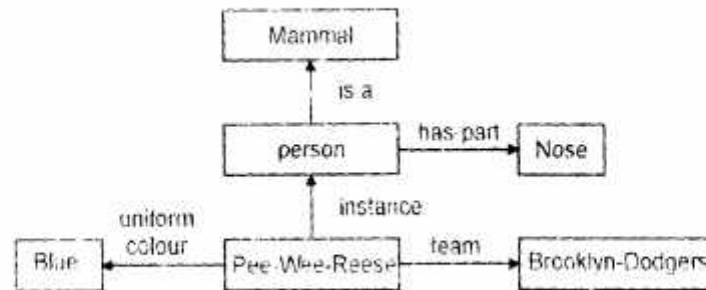 Mammal
is a
person
has-part
Nose
instance
uniform
colour
team
Blue
Pee-Wee-Reese
Brooklyn-Dodgers